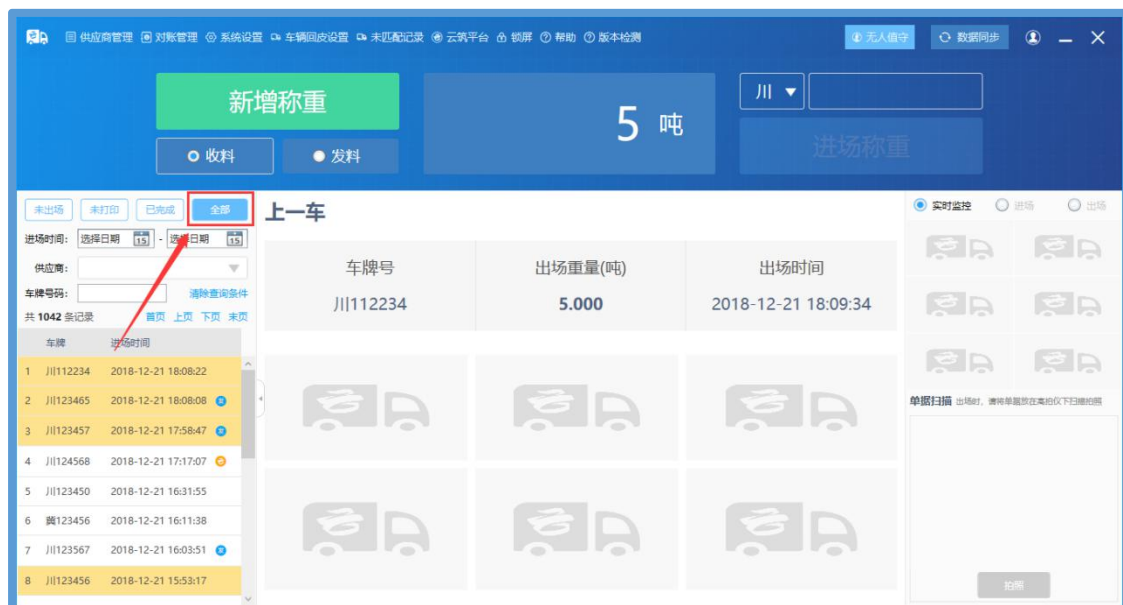 供应商管理 对账管理 系统设置 车辆回皮设置 未匹配记录 云筑平台 锁屏 帮助 版本检测 无人值守 数据同步
新增称重
5 吨
川
收料 发料
进场称重
未出场 未打印 已完成 全部
进场时间: 选择日期 15 - 选择日期 15
供应商:
车牌号码: 清除查询条件
共 1042 条记录 首页 上页 下页 末页
车牌 进场时间
1 川112234 2018-12-21 18:08:22
2 川123465 2018-12-21 18:08:08
3 川123457 2018-12-21 17:58:47
4 川124568 2018-12-21 17:17:07
5 川123450 2018-12-21 16:31:55
6 冀123456 2018-12-21 16:11:38
7 川123567 2018-12-21 16:03:51
8 川123456 2018-12-21 15:53:17
上一车
车牌号 出场重量(吨) 出场时间
川112234 5.000 2018-12-21 18:09:34
实时监控 进场 出场
单据扫描 出场时，请将单据放在高拍仪下扫描拍照
拍照